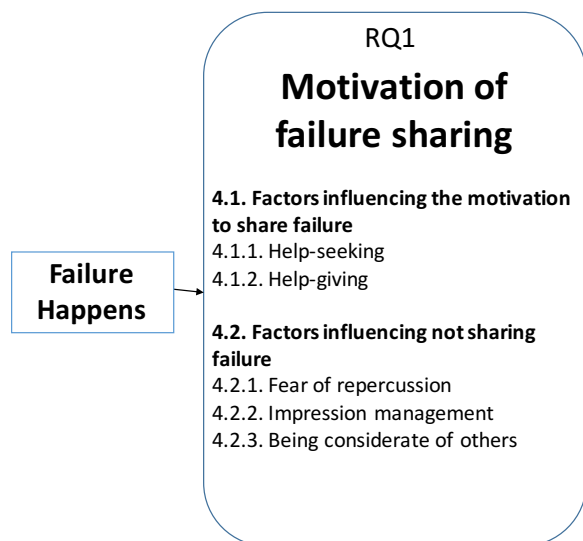 RQ1
Motivation of
failure sharing
4.1. Factors influencing the motivation
to share failure
4.1.1. Help-seeking
4.1.2. Help-giving
Failure
Happens
4.2. Factors influencing not sharing
failure
4.2.1. Fear of repercussion
4.2.2. Impression management
4.2.3. Being considerate of others